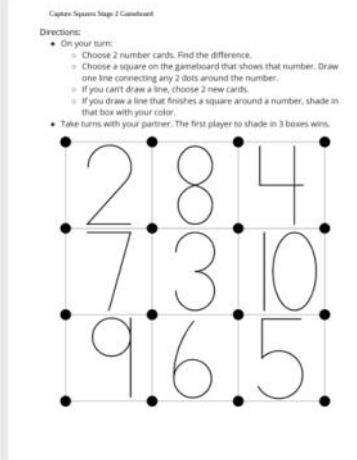 Capture Squares Stage 2 Gameboard
Directions:
• On your turn:
○ Choose 2 number cards. Find the difference.
○ Choose a square on the gameboard that shows that number. Draw
one line connecting any 2 dots around the number.
○ If you can't draw a line, choose 2 new cards.
○ If you draw a line that finishes a square around a number, shade in
that box with your color.
• Take turns with your partner. The first player to shade in 3 boxes wins.
2 8 4
7 3 10
9 6 5